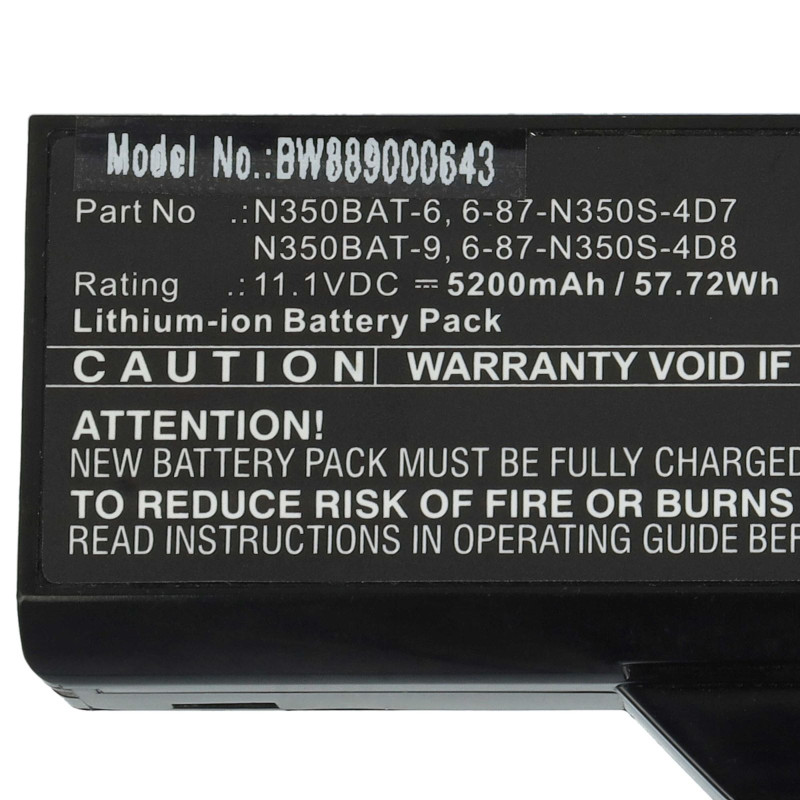 Model No.:BW889000643
Part No .:N350BAT-6, 6-87-N350S-4D7
N350BAT-9, 6-87-N350S-4D8
Rating .:11.1VDC ⎓ 5200mAh / 57.72Wh
Lithium-ion Battery Pack
CAUTION WARRANTY VOID IF
ATTENTION!
NEW BATTERY PACK MUST BE FULLY CHARGED
TO REDUCE RISK OF FIRE OR BURNS
READ INSTRUCTIONS IN OPERATING GUIDE BEF